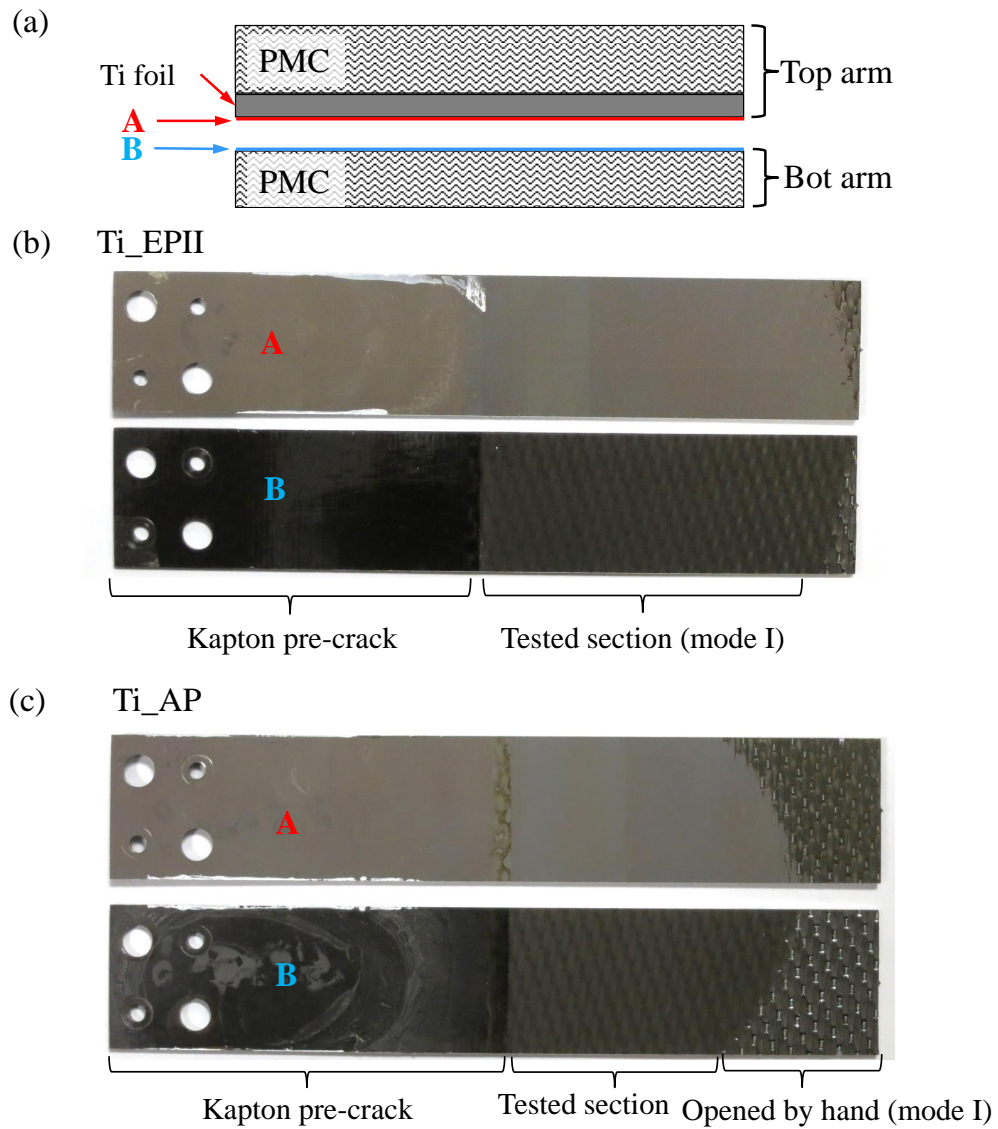 (a)
PMC
Ti foil
Top arm
A
B
PMC
Bot arm
(b) Ti_EPII
A
B
Kapton pre-crack
Tested section (mode I)
(c) Ti_AP
A
B
Kapton pre-crack
Tested section
Opened by hand (mode I)